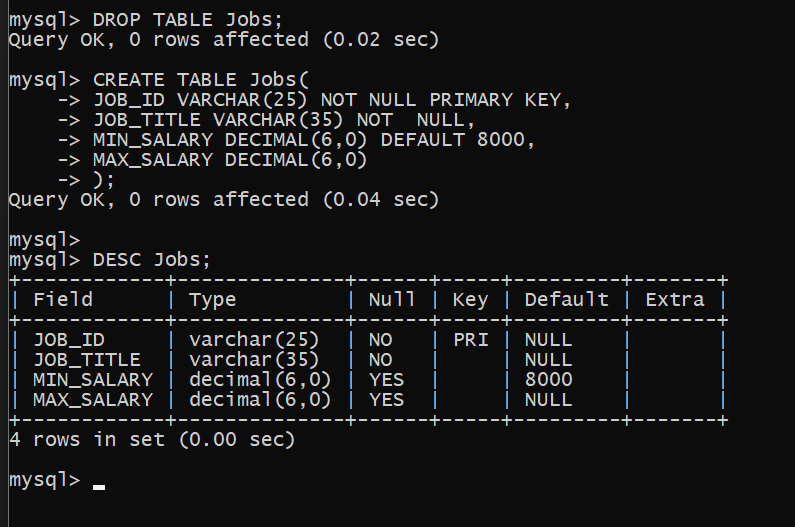 mysql> DROP TABLE Jobs;
Query OK, 0 rows affected (0.02 sec)
mysql> CREATE TABLE Jobs(
    -> JOB_ID VARCHAR(25) NOT NULL PRIMARY KEY,
    -> JOB_TITLE VARCHAR(35) NOT  NULL,
    -> MIN_SALARY DECIMAL(6,0) DEFAULT 8000,
    -> MAX_SALARY DECIMAL(6,0)
    -> );
Query OK, 0 rows affected (0.04 sec)
mysql>
mysql> DESC Jobs;
+------------+--------------+------+-----+---------+-------+
| Field      | Type         | Null | Key | Default | Extra |
+------------+--------------+------+-----+---------+-------+
| JOB_ID     | varchar(25)  | NO   | PRI | NULL    |       |
| JOB_TITLE  | varchar(35)  | NO   |     | NULL    |       |
| MIN_SALARY | decimal(6,0) | YES  |     | 8000    |       |
| MAX_SALARY | decimal(6,0) | YES  |     | NULL    |       |
+------------+--------------+------+-----+---------+-------+
4 rows in set (0.00 sec)
mysql>